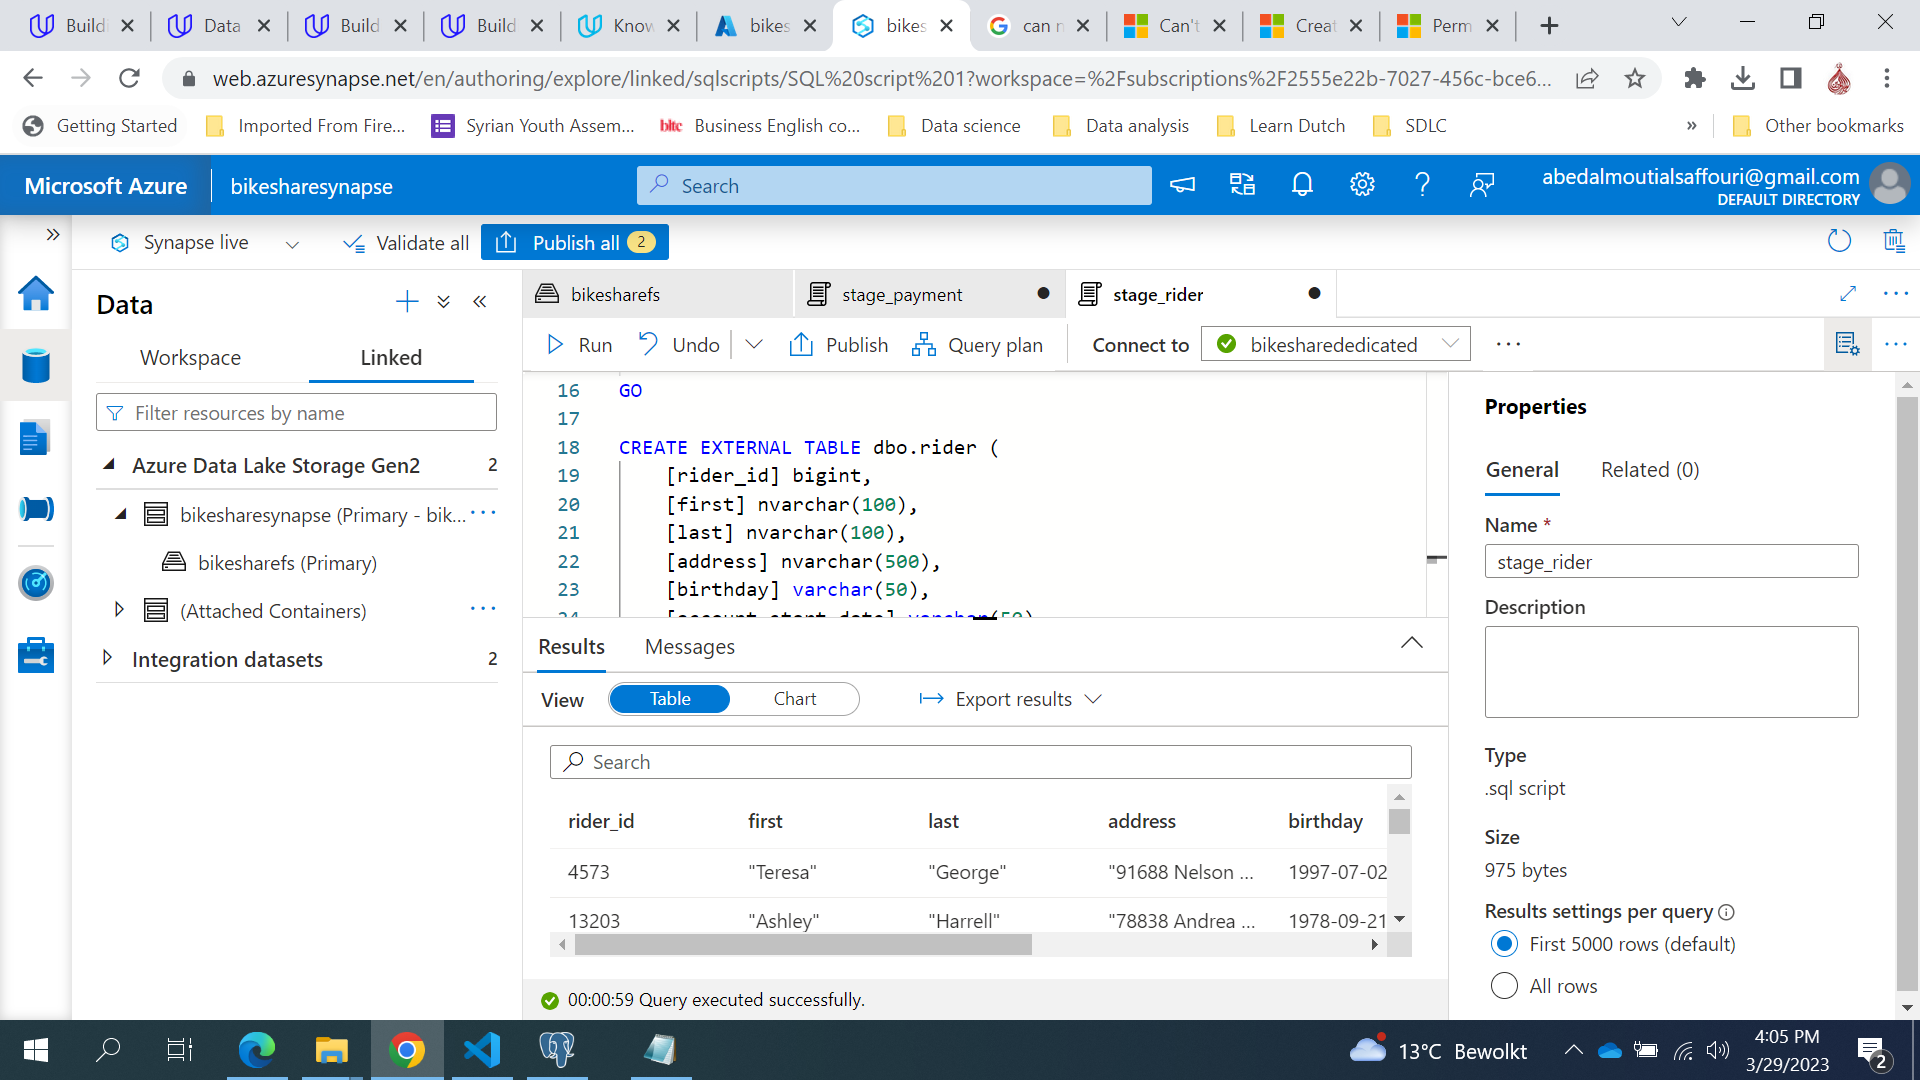 Buildi
Data
Build
Build
Know
bikes
bikes
can n
Can't
Creat
Perm
web.azuresynapse.net/en/authoring/explore/linked/sqlscripts/SQL%20script%201?workspace=%2Fsubscriptions%2F2555e22b-7027-456c-bce6...
Getting Started
Imported From Fire...
Syrian Youth Assem...
bltc Business English co...
Data science
Data analysis
Learn Dutch
SDLC
»
Other bookmarks
Microsoft Azure
bikesharesynapse
Search
abedalmoutialsaffouri@gmail.com
DEFAULT DIRECTORY
Synapse live
Validate all
Publish all 2
Data
bikesharefs
stage_payment
stage_rider
Workspace
Linked
Run
Undo
Publish
Query plan
Connect to
bikesharededicated
Filter resources by name
Azure Data Lake Storage Gen2 2
bikesharesynapse (Primary - bik...
bikesharefs (Primary)
(Attached Containers)
Integration datasets 2
16 GO
17
18 CREATE EXTERNAL TABLE dbo.rider (
19 [rider_id] bigint,
20 [first] nvarchar(100),
21 [last] nvarchar(100),
22 [address] nvarchar(500),
23 [birthday] varchar(50),
24 [account_start_date] varchar(50)
Results
Messages
View
Table
Chart
Export results
Search
rider_id first last address birthday
4573 "Teresa" "George" "91688 Nelson ... 1997-07-02
13203 "Ashley" "Harrell" "78838 Andrea ... 1978-09-21
00:00:59 Query executed successfully.
Properties
General
Related (0)
Name *
stage_rider
Description
Type
.sql script
Size
975 bytes
Results settings per query
First 5000 rows (default)
All rows
13°C Bewolkt
4:05 PM
3/29/2023
2